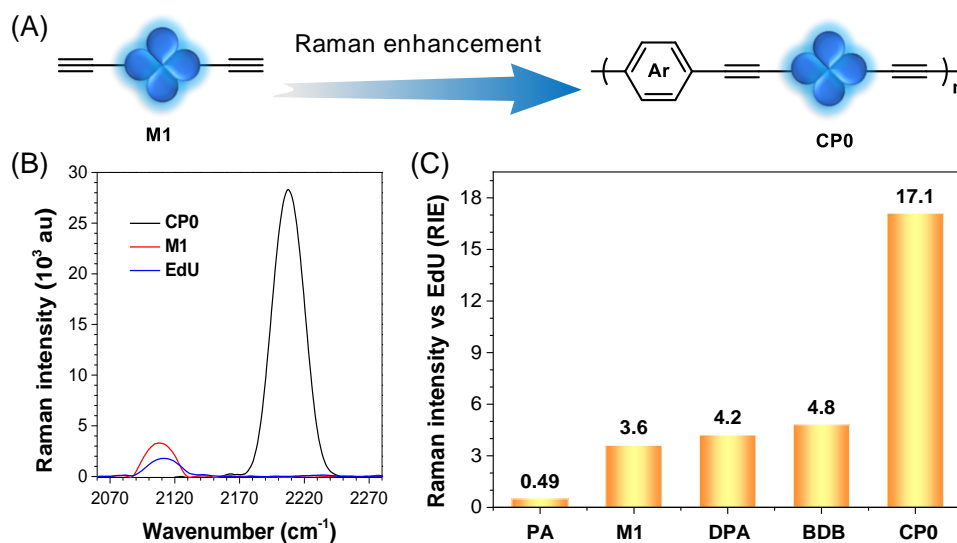 (A)
Raman enhancement
Ar
n
M1
CP0
(B)
Raman intensity (10³ au)
30
25
20
15
10
5
0
CP0
M1
EdU
2070 2120 2170 2220 2270
Wavenumber (cm⁻¹)
(C)
Raman intensity vs EdU (RIE)
18
15
12
9
6
3
0
0.49
3.6
4.2
4.8
17.1
PA M1 DPA BDB CP0